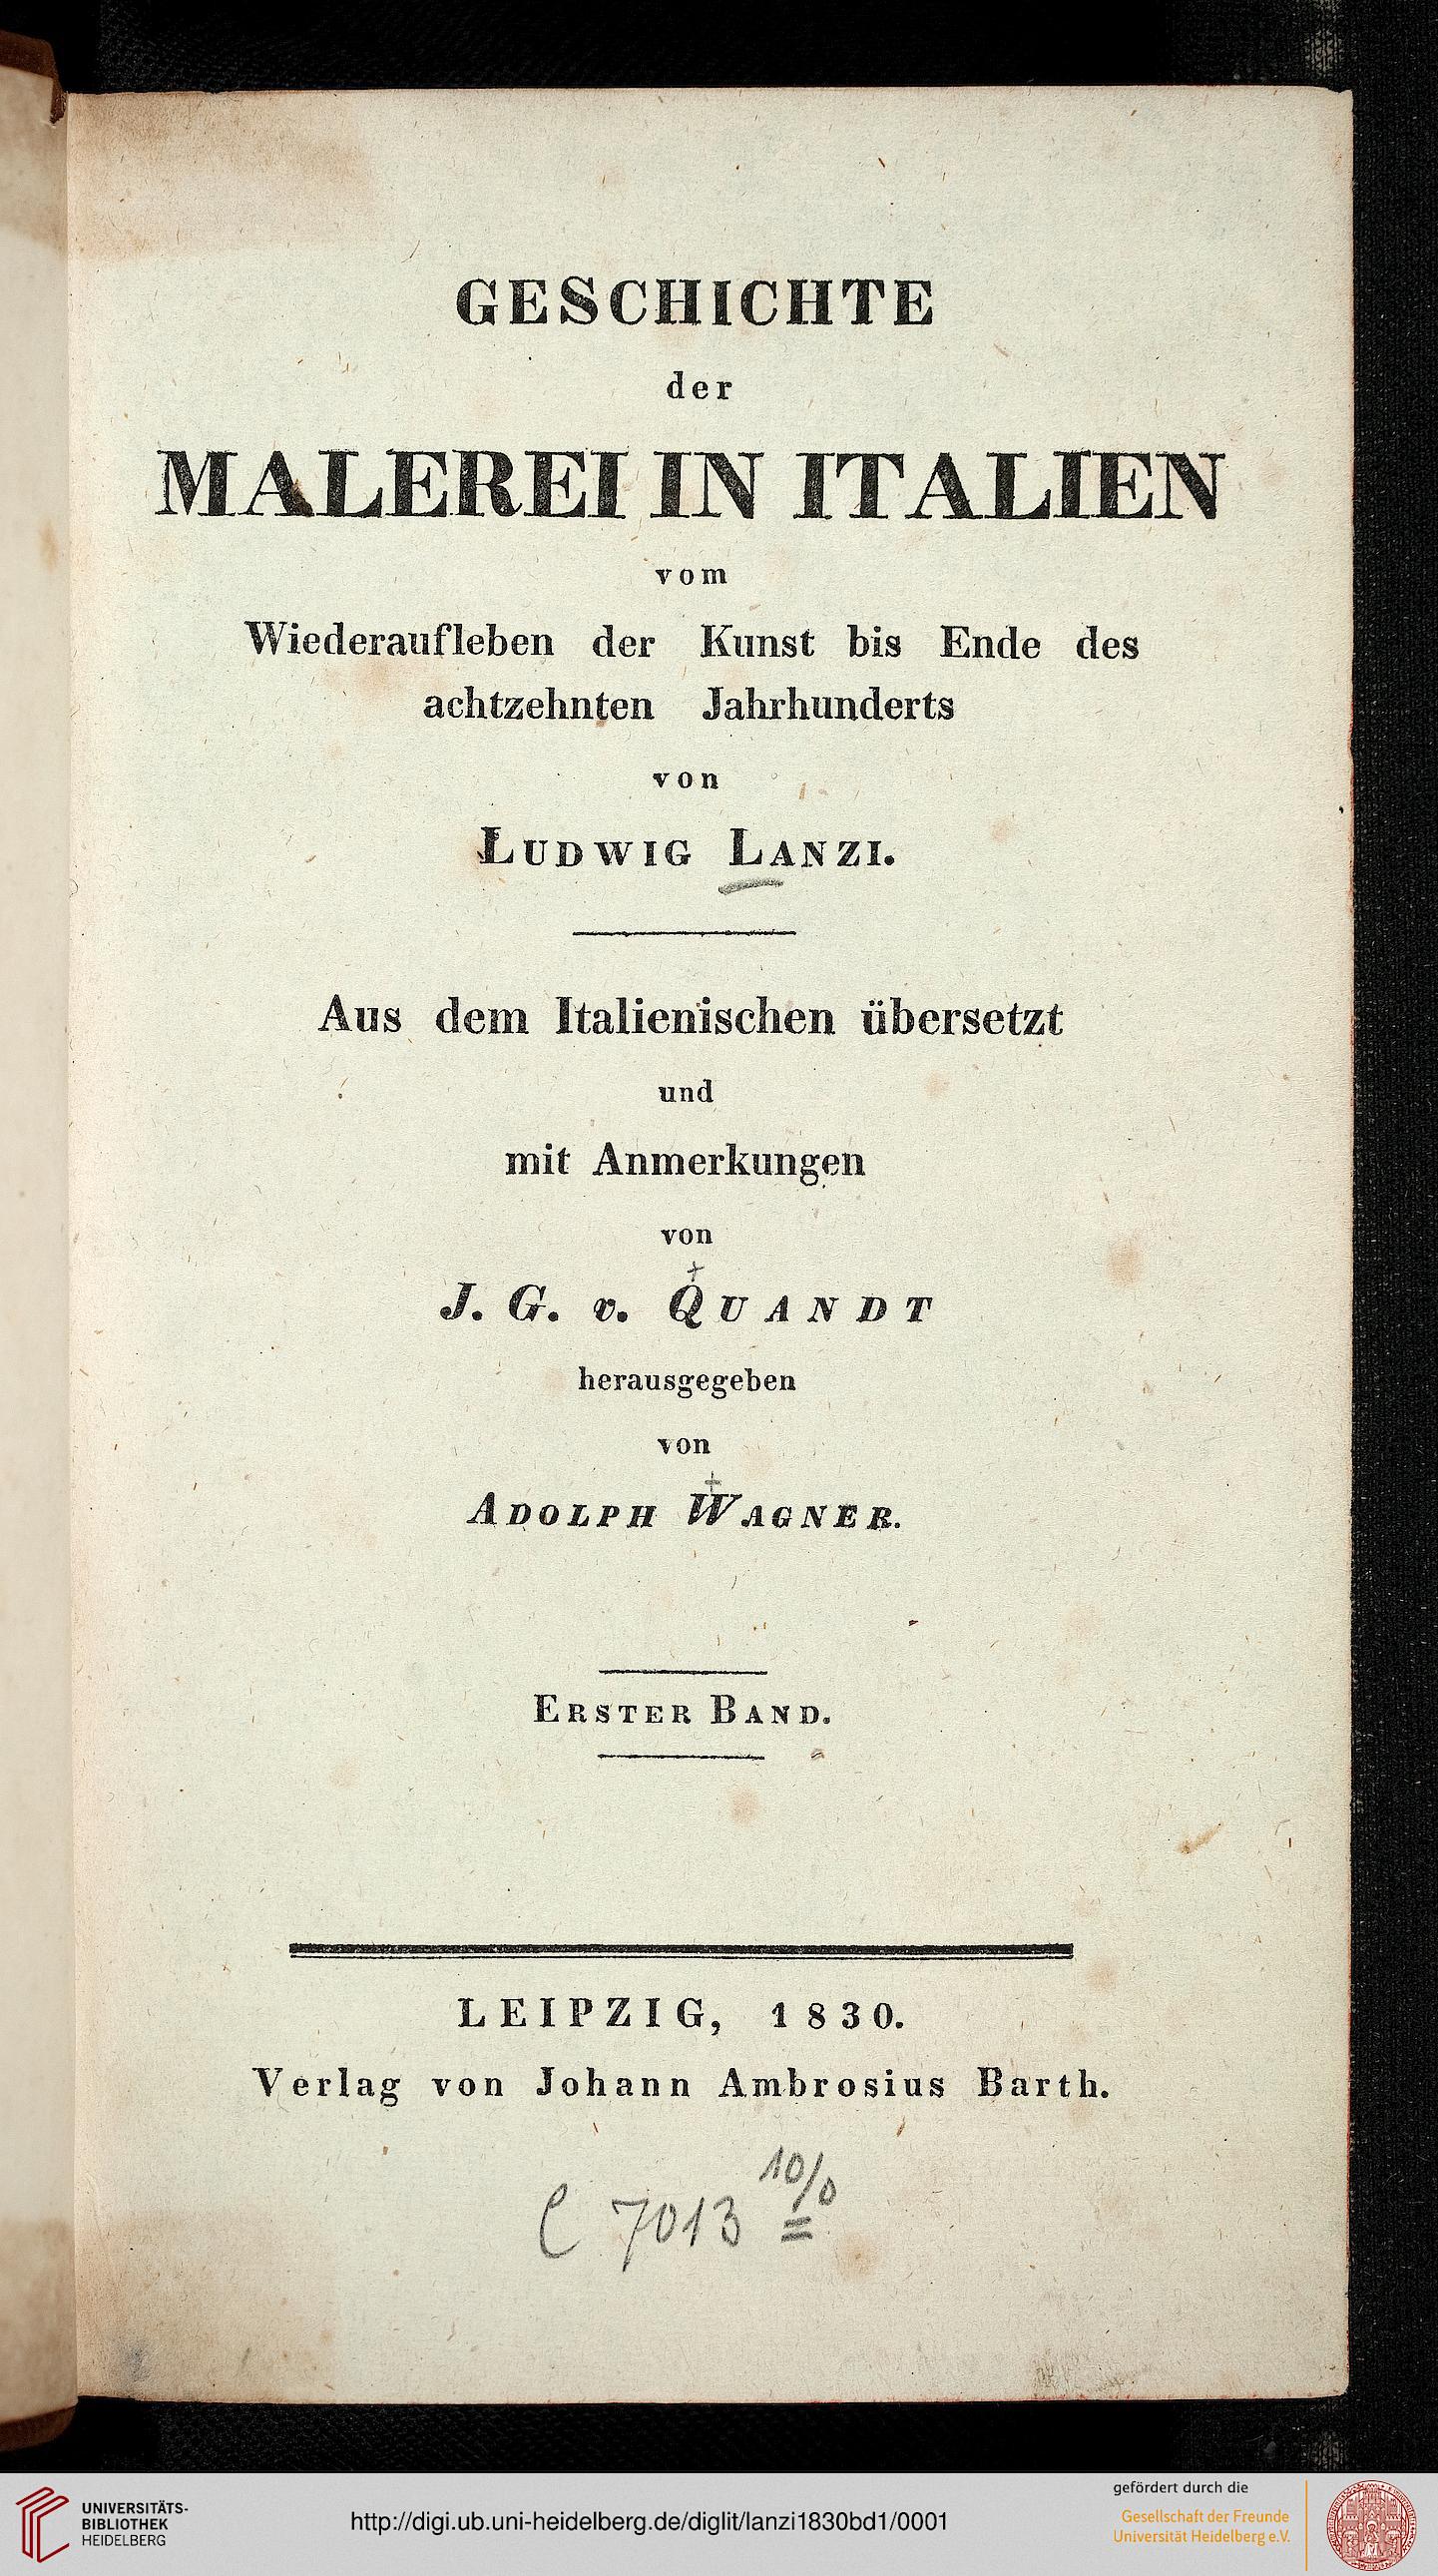 GESCHICHTE
der
MALEREI IN ITALIEN
vom
Wiederaufleben der Kunst bis Ende des
achtzehnten Jahrhunderts
von
LUDWIG LANZI.
Aus dem Italienischen übersetzt
und
mit Anmerkungen
von
J. G. v. QUANDT
herausgegeben
von
ADOLPH WAGNER.
ERSTER BAND.
LEIPZIG, 1830.
Verlag von Johann Ambrosius Barth.
C 7013 10/0
UNIVERSITÄTS-
BIBLIOTHEK
HEIDELBERG
http://digi.ub.uni-heidelberg.de/diglit/lanzi1830bd1/0001
gefördert durch die
Gesellschaft der Freunde
Universität Heidelberg e.V.